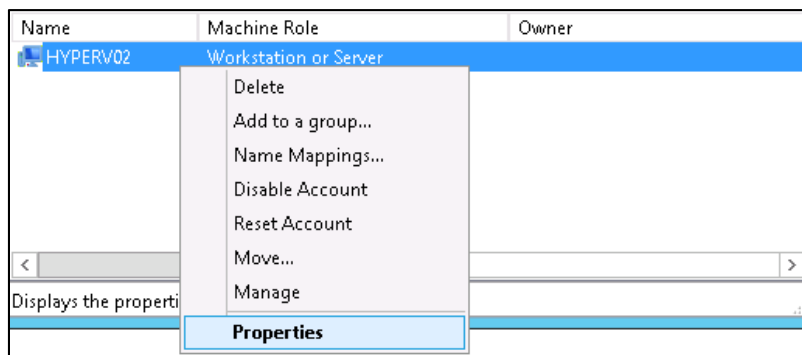 Name Machine Role Owner
HYPERV02 Workstation or Server
Delete
Add to a group...
Name Mappings...
Disable Account
Reset Account
Move...
Manage
Displays the properti
Properties